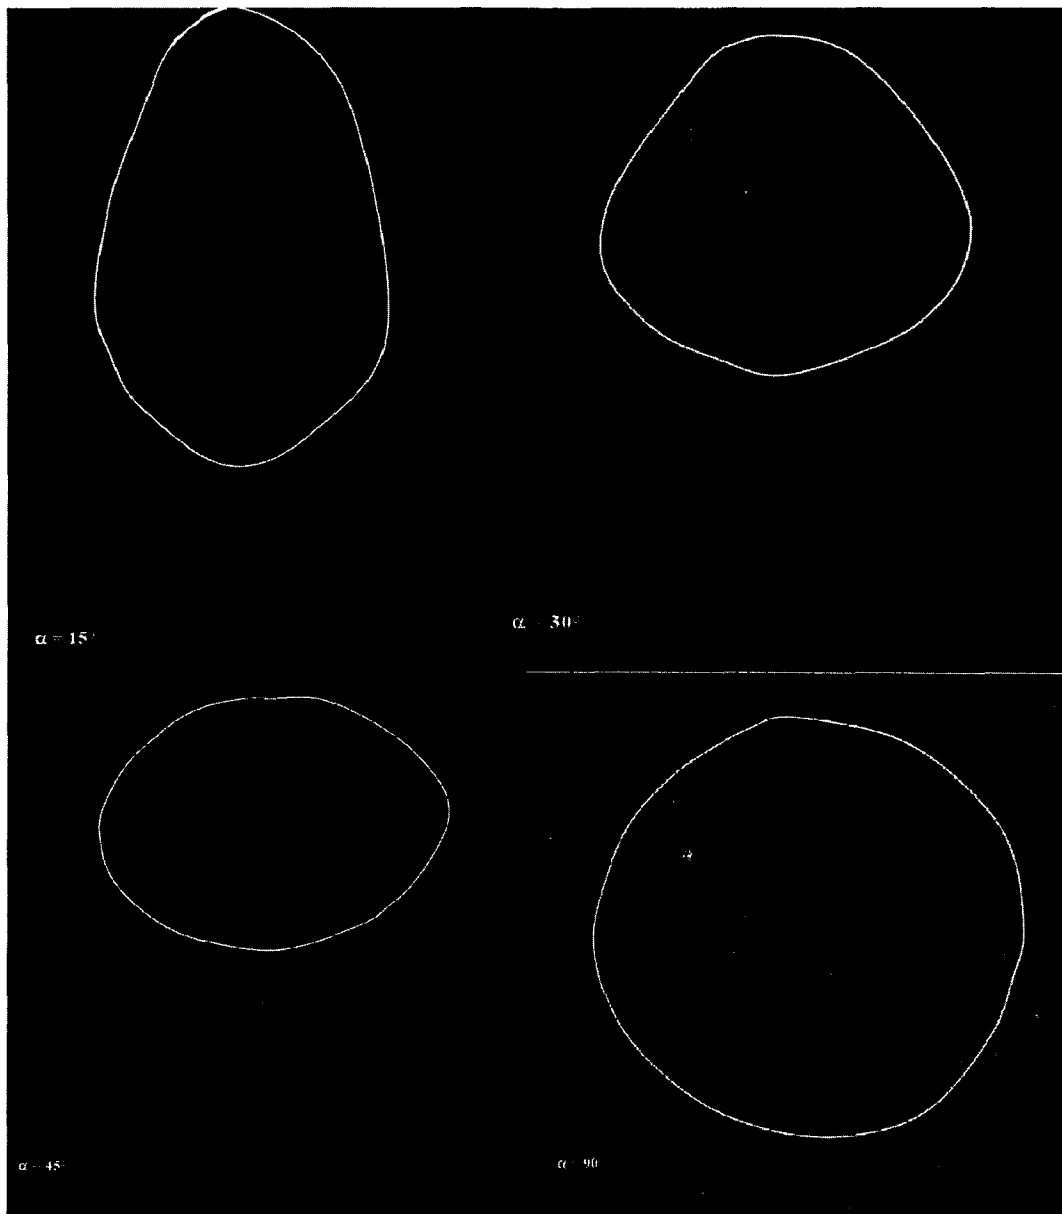 α = 15°
α = 30°
α = 45°
α = 90